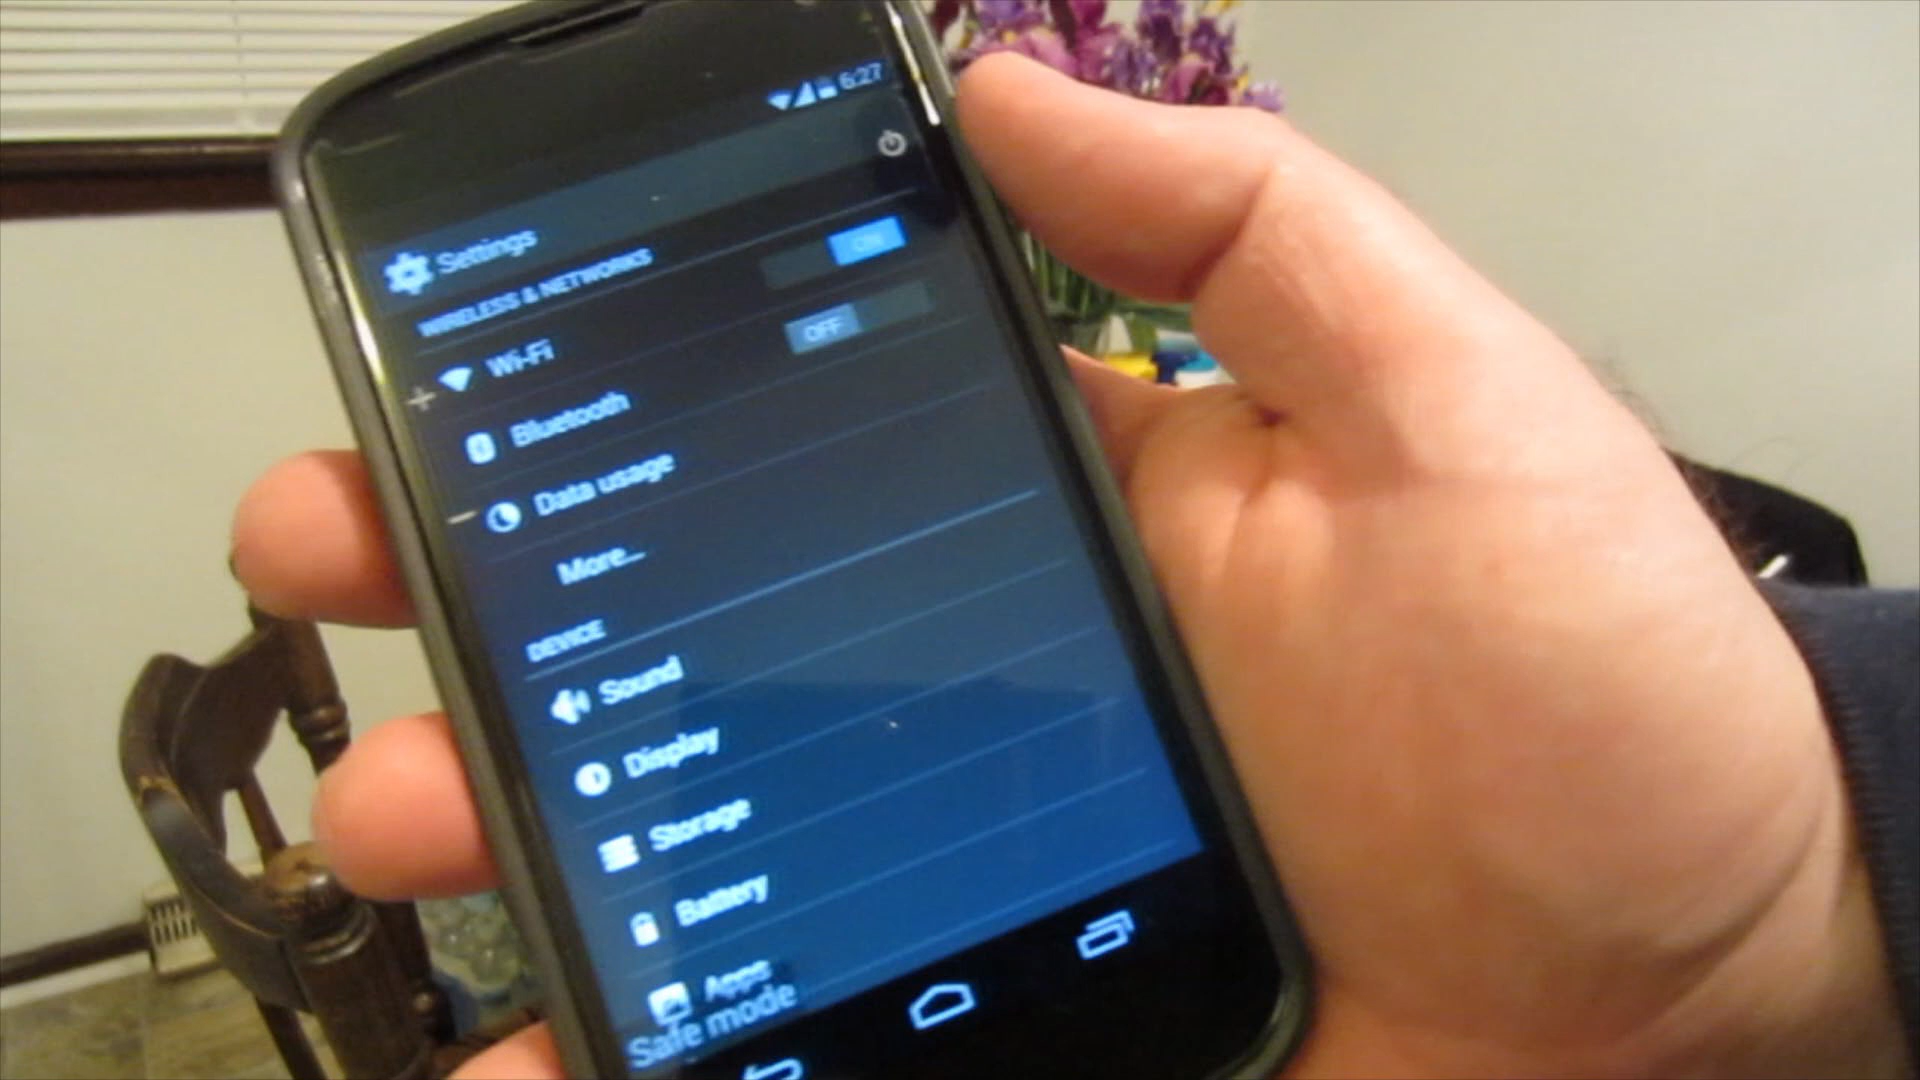 6:27
Settings
WIRELESS & NETWORKS
Wi-Fi ON
Bluetooth OFF
Data usage
More...
DEVICE
Sound
Display
Storage
Battery
Apps
Safe mode